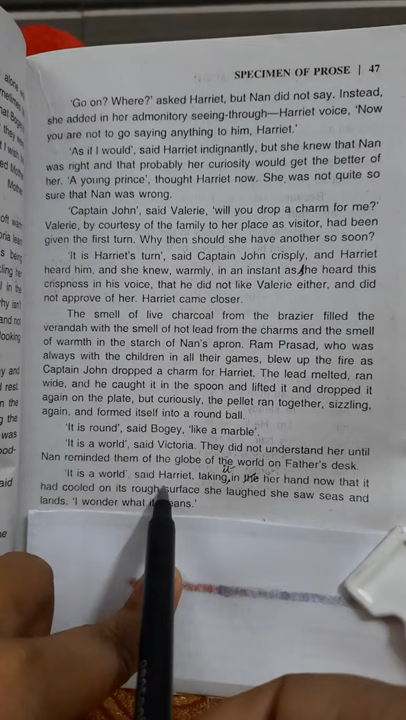 SPECIMEN OF PROSE | 47
'Go on? Where?' asked Harriet, but Nan did not say. Instead,
she added in her admonitory seeing-through—Harriet voice, 'Now
you are not to go saying anything to him, Harriet.'
'As if I would', said Harriet indignantly, but she knew that Nan
was right and that probably her curiosity would get the better of
her. 'A young prince', thought Harriet now. She was not quite so
sure that Nan was wrong.
'Captain John', said Valerie, 'will you drop a charm for me?'
Valerie, by courtesy of the family to her place as visitor, had been
given the first turn. Why then should she have another so soon?
'It is Harriet's turn', said Captain John crisply, and Harriet
heard him, and she knew, warmly, in an instant as he heard this
crispness in his voice, that he did not like Valerie either, and did
not approve of her. Harriet came closer.
The smell of live charcoal from the brazier filled the
verandah with the smell of hot lead from the charms and the smell
of warmth in the starch of Nan's apron. Ram Prasad, who was
always with the children in all their games, blew up the fire as
Captain John dropped a charm for Harriet. The lead melted, ran
wide, and he caught it in the spoon and lifted it and dropped it
again on the plate, but curiously, the pellet ran together, sizzling,
again, and formed itself into a round ball.
'It is round', said Bogey, 'like a marble'.
'It is a world', said Victoria. They did not understand her until
Nan reminded them of the globe of the world on Father's desk.
it
'It is a world', said Harriet, taking in the her hand now that it
had cooled on its rough surface she laughed she saw seas and
lands. 'I wonder what it means.'